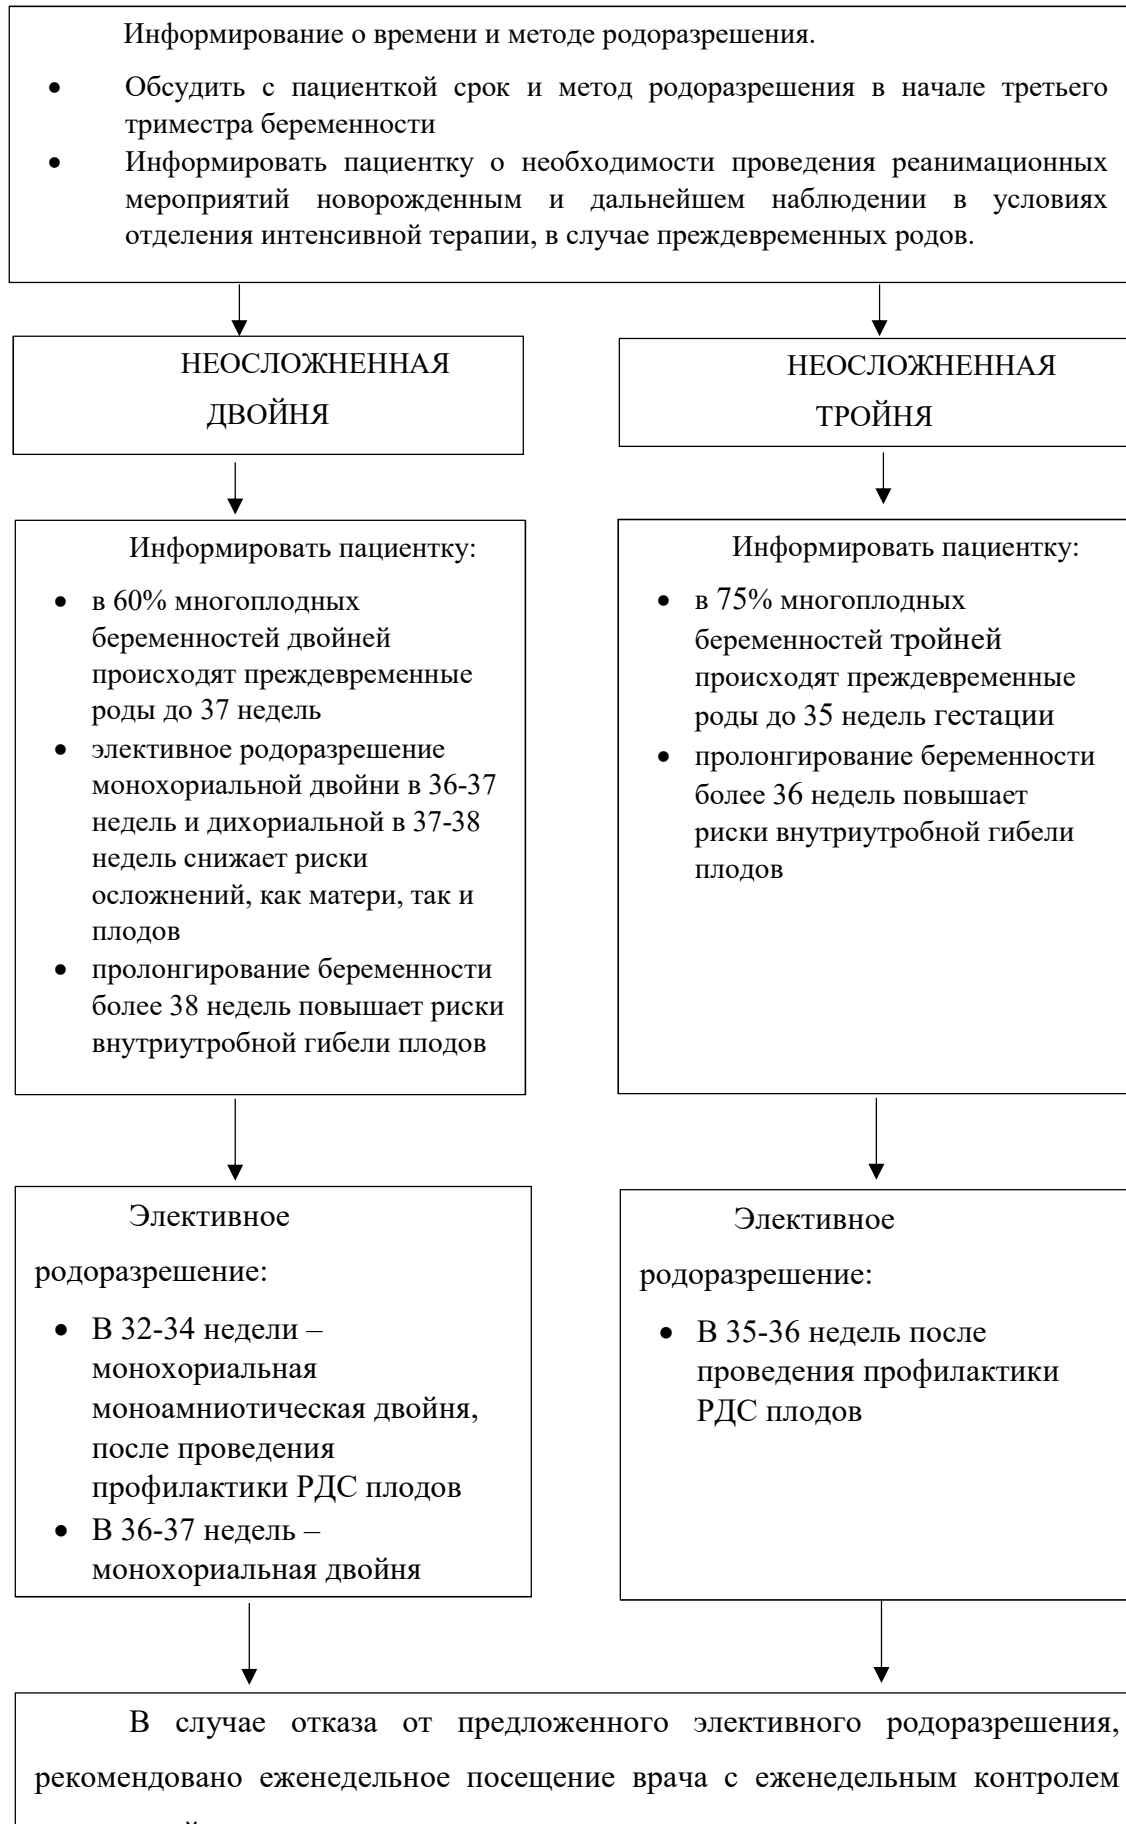 Информирование о времени и методе родоразрешения.
• Обсудить с пациенткой срок и метод родоразрешения в начале третьего
триместра беременности
• Информировать пациентку о необходимости проведения реанимационных
мероприятий новорожденным и дальнейшем наблюдении в условиях
отделения интенсивной терапии, в случае преждевременных родов.
НЕОСЛОЖНЕННАЯ
ДВОЙНЯ
НЕОСЛОЖНЕННАЯ
ТРОЙНЯ
Информировать пациентку:
• в 60% многоплодных
беременностей двойней
происходят преждевременные
роды до 37 недель
• элективное родоразрешение
монохориальной двойни в 36-37
недель и дихориальной в 37-38
недель снижает риски
осложнений, как матери, так и
плодов
• пролонгирование беременности
более 38 недель повышает риски
внутриутробной гибели плодов
Информировать пациентку:
• в 75% многоплодных
беременностей тройней
происходят преждевременные
роды до 35 недель гестации
• пролонгирование беременности
более 36 недель повышает
риски внутриутробной гибели
плодов
Элективное
родоразрешение:
• В 32-34 недели –
монохориальная
моноамниотическая двойня,
после проведения
профилактики РДС плодов
• В 36-37 недель –
монохориальная двойня
Элективное
родоразрешение:
• В 35-36 недель после
проведения профилактики
РДС плодов
В случае отказа от предложенного элективного родоразрешения,
рекомендовано еженедельное посещение врача с еженедельным контролем